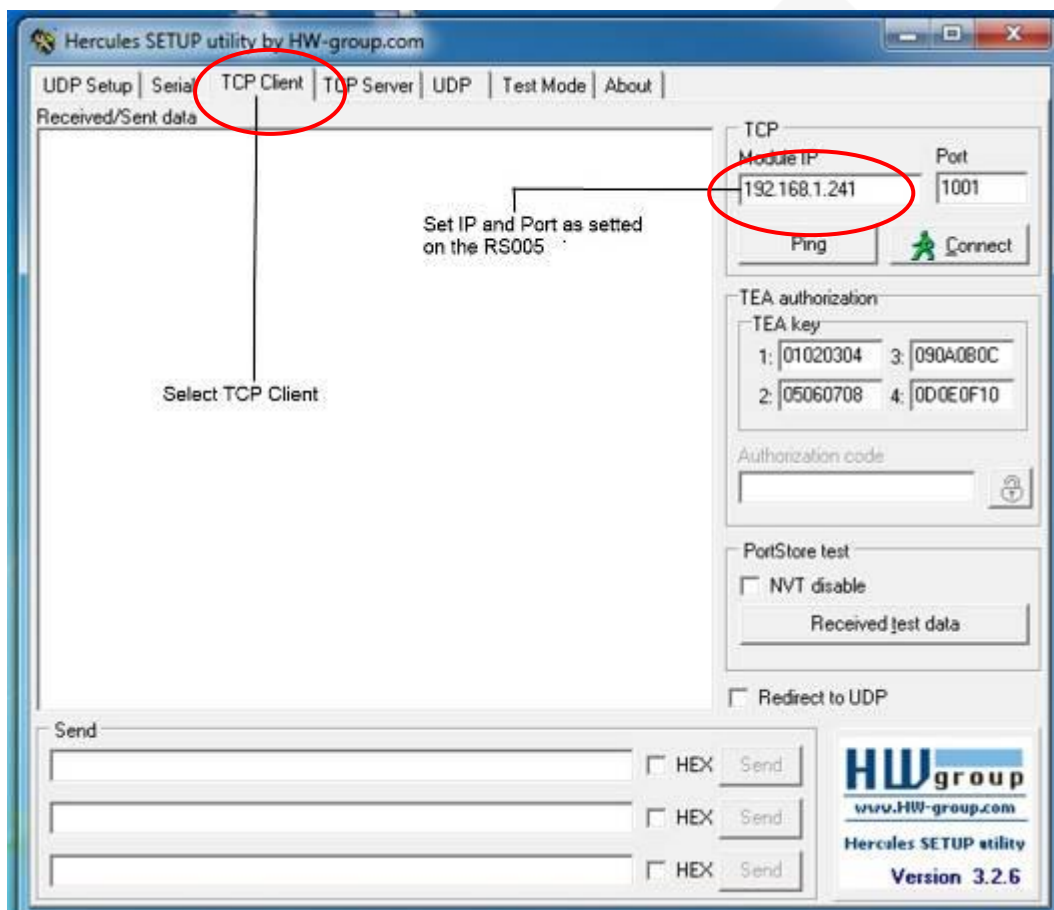 Hercules SETUP utility by HW-group.com
UDP Setup Serial TCP Client TCP Server UDP Test Mode About
Received/Sent data
TCP
Module IP Port
192.168.1.241 1001
Ping Connect
Set IP and Port as setted
on the RS005
Select TCP Client
TEA authorization
TEA key
1: 01020304 3: 090A0B0C
2: 05060708 4: 0D0E0F10
Authorization code
PortStore test
NVT disable
Received test data
Redirect to UDP
Send
HEX Send
HEX Send
HEX Send
HW group
www.HW-group.com
Hercules SETUP utility
Version 3.2.6